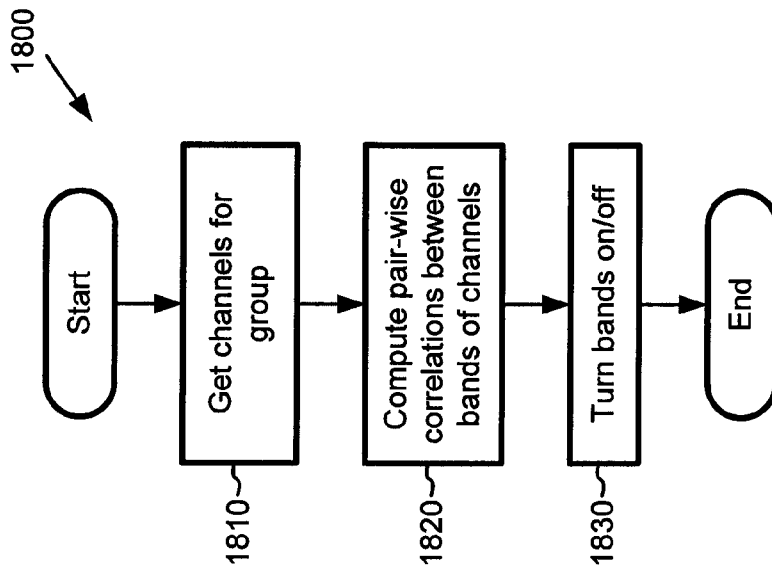 1800
Start
Get channels for
group
1810
Compute pair-wise
correlations between
bands of channels
1820
Turn bands on/off
1830
End